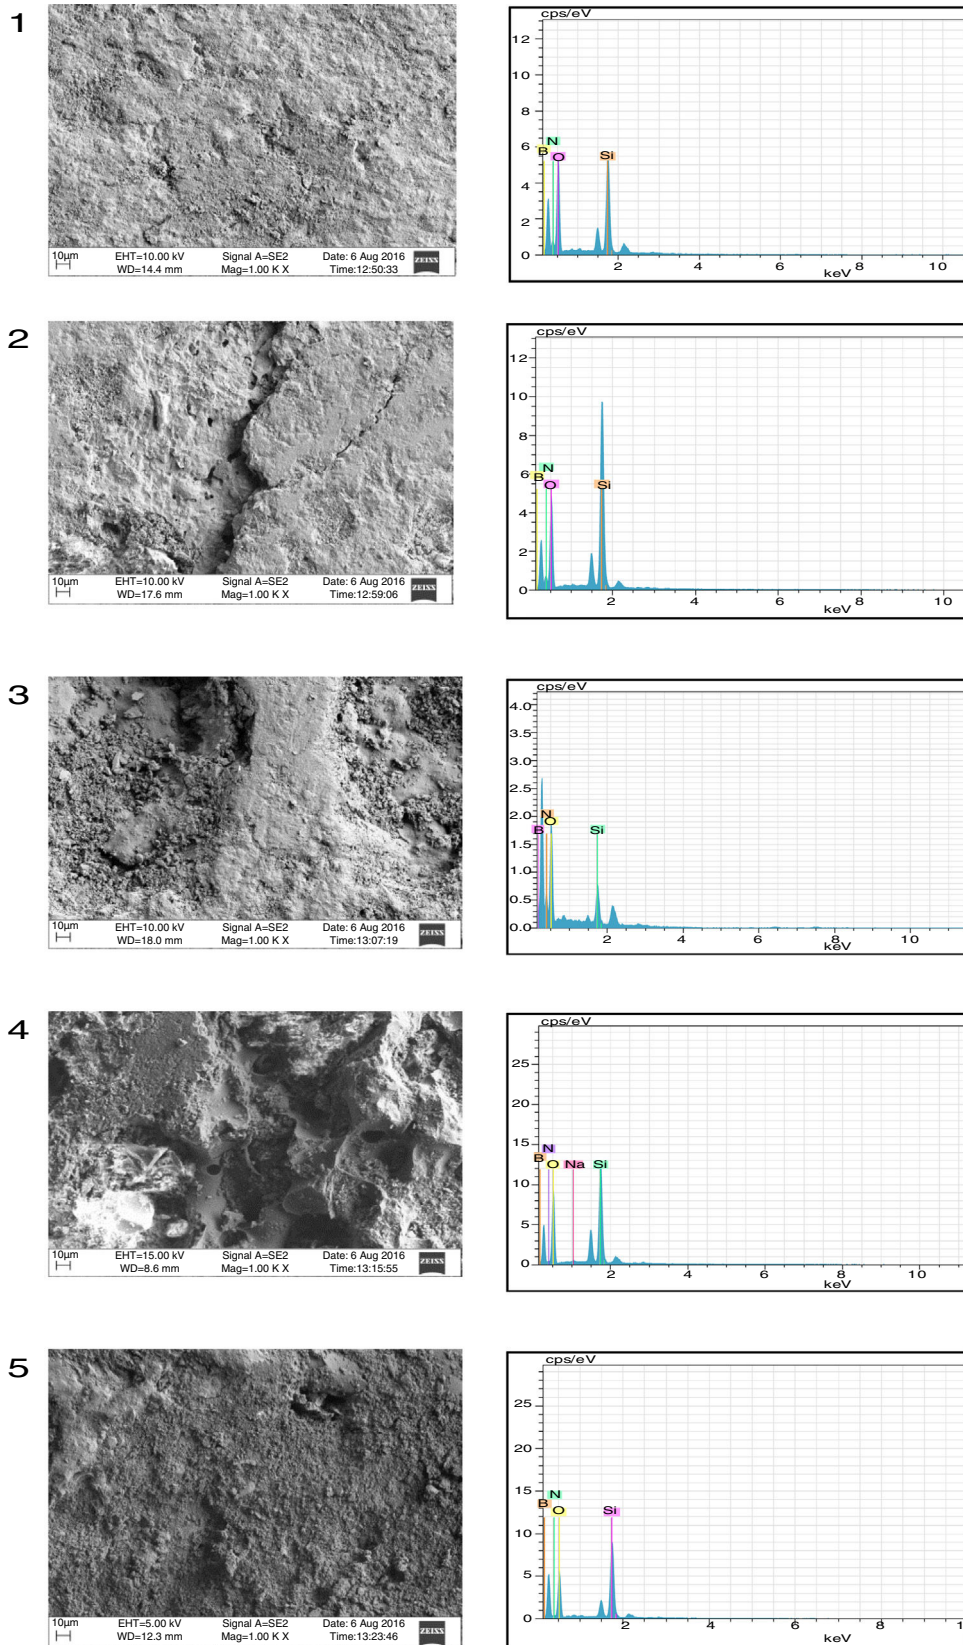 1
10µm
EHT=10.00 kV Signal A=SE2 Date: 6 Aug 2016
WD=14.4 mm Mag=1.00 K X Time:12:50:33
ZEISS
cps/eV
12
10
8
6
4
2
0
B N O Si
2 4 6 8 10
keV
2
10µm
EHT=10.00 kV Signal A=SE2 Date: 6 Aug 2016
WD=17.6 mm Mag=1.00 K X Time:12:59:06
ZEISS
cps/eV
12
10
8
6
4
2
0
B N O Si
2 4 6 8 10
keV
3
10µm
EHT=10.00 kV Signal A=SE2 Date: 6 Aug 2016
WD=18.0 mm Mag=1.00 K X Time:13:07:19
ZEISS
cps/eV
4.0
3.5
3.0
2.5
2.0
1.5
1.0
0.5
0.0
B N O Si
2 4 6 8 10
keV
4
10µm
EHT=15.00 kV Signal A=SE2 Date: 6 Aug 2016
WD=8.6 mm Mag=1.00 K X Time:13:15:55
ZEISS
cps/eV
25
20
15
10
5
0
B N O Na Si
2 4 6 8 10
keV
5
10µm
EHT=5.00 kV Signal A=SE2 Date: 6 Aug 2016
WD=12.3 mm Mag=1.00 K X Time:13:23:46
ZEISS
cps/eV
25
20
15
10
5
0
B N O Si
2 4 6 8
keV